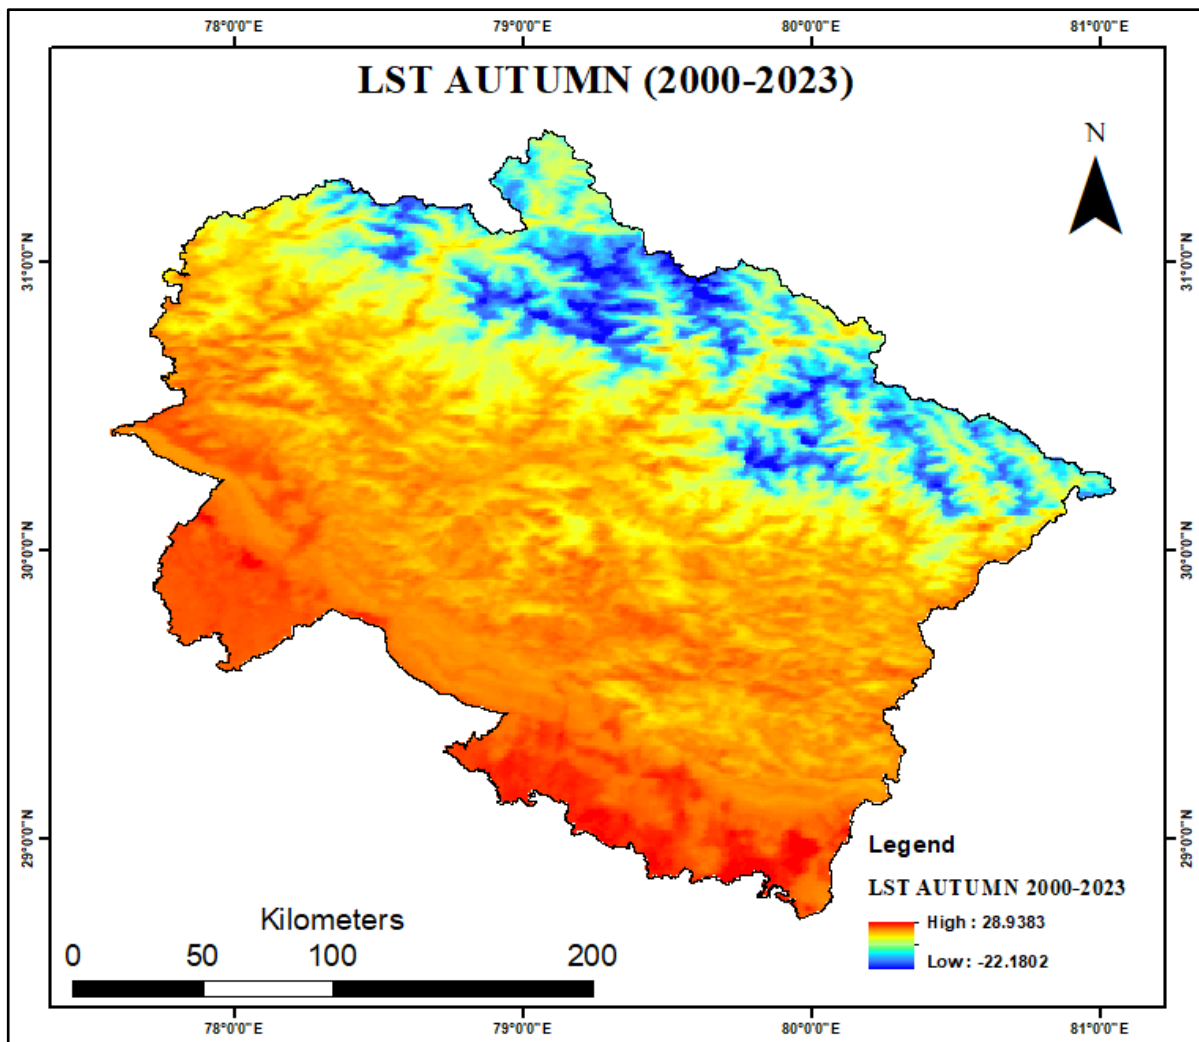 78°0'0"E 79°0'0"E 80°0'0"E 81°0'0"E
LST AUTUMN (2000-2023)
N
31°0'0"N 31°0'0"N
30°0'0"N 30°0'0"N
29°0'0"N 29°0'0"N
Legend
LST AUTUMN 2000-2023
High : 28.9383
Low : -22.1802
Kilometers
0 50 100 200
78°0'0"E 79°0'0"E 80°0'0"E 81°0'0"E